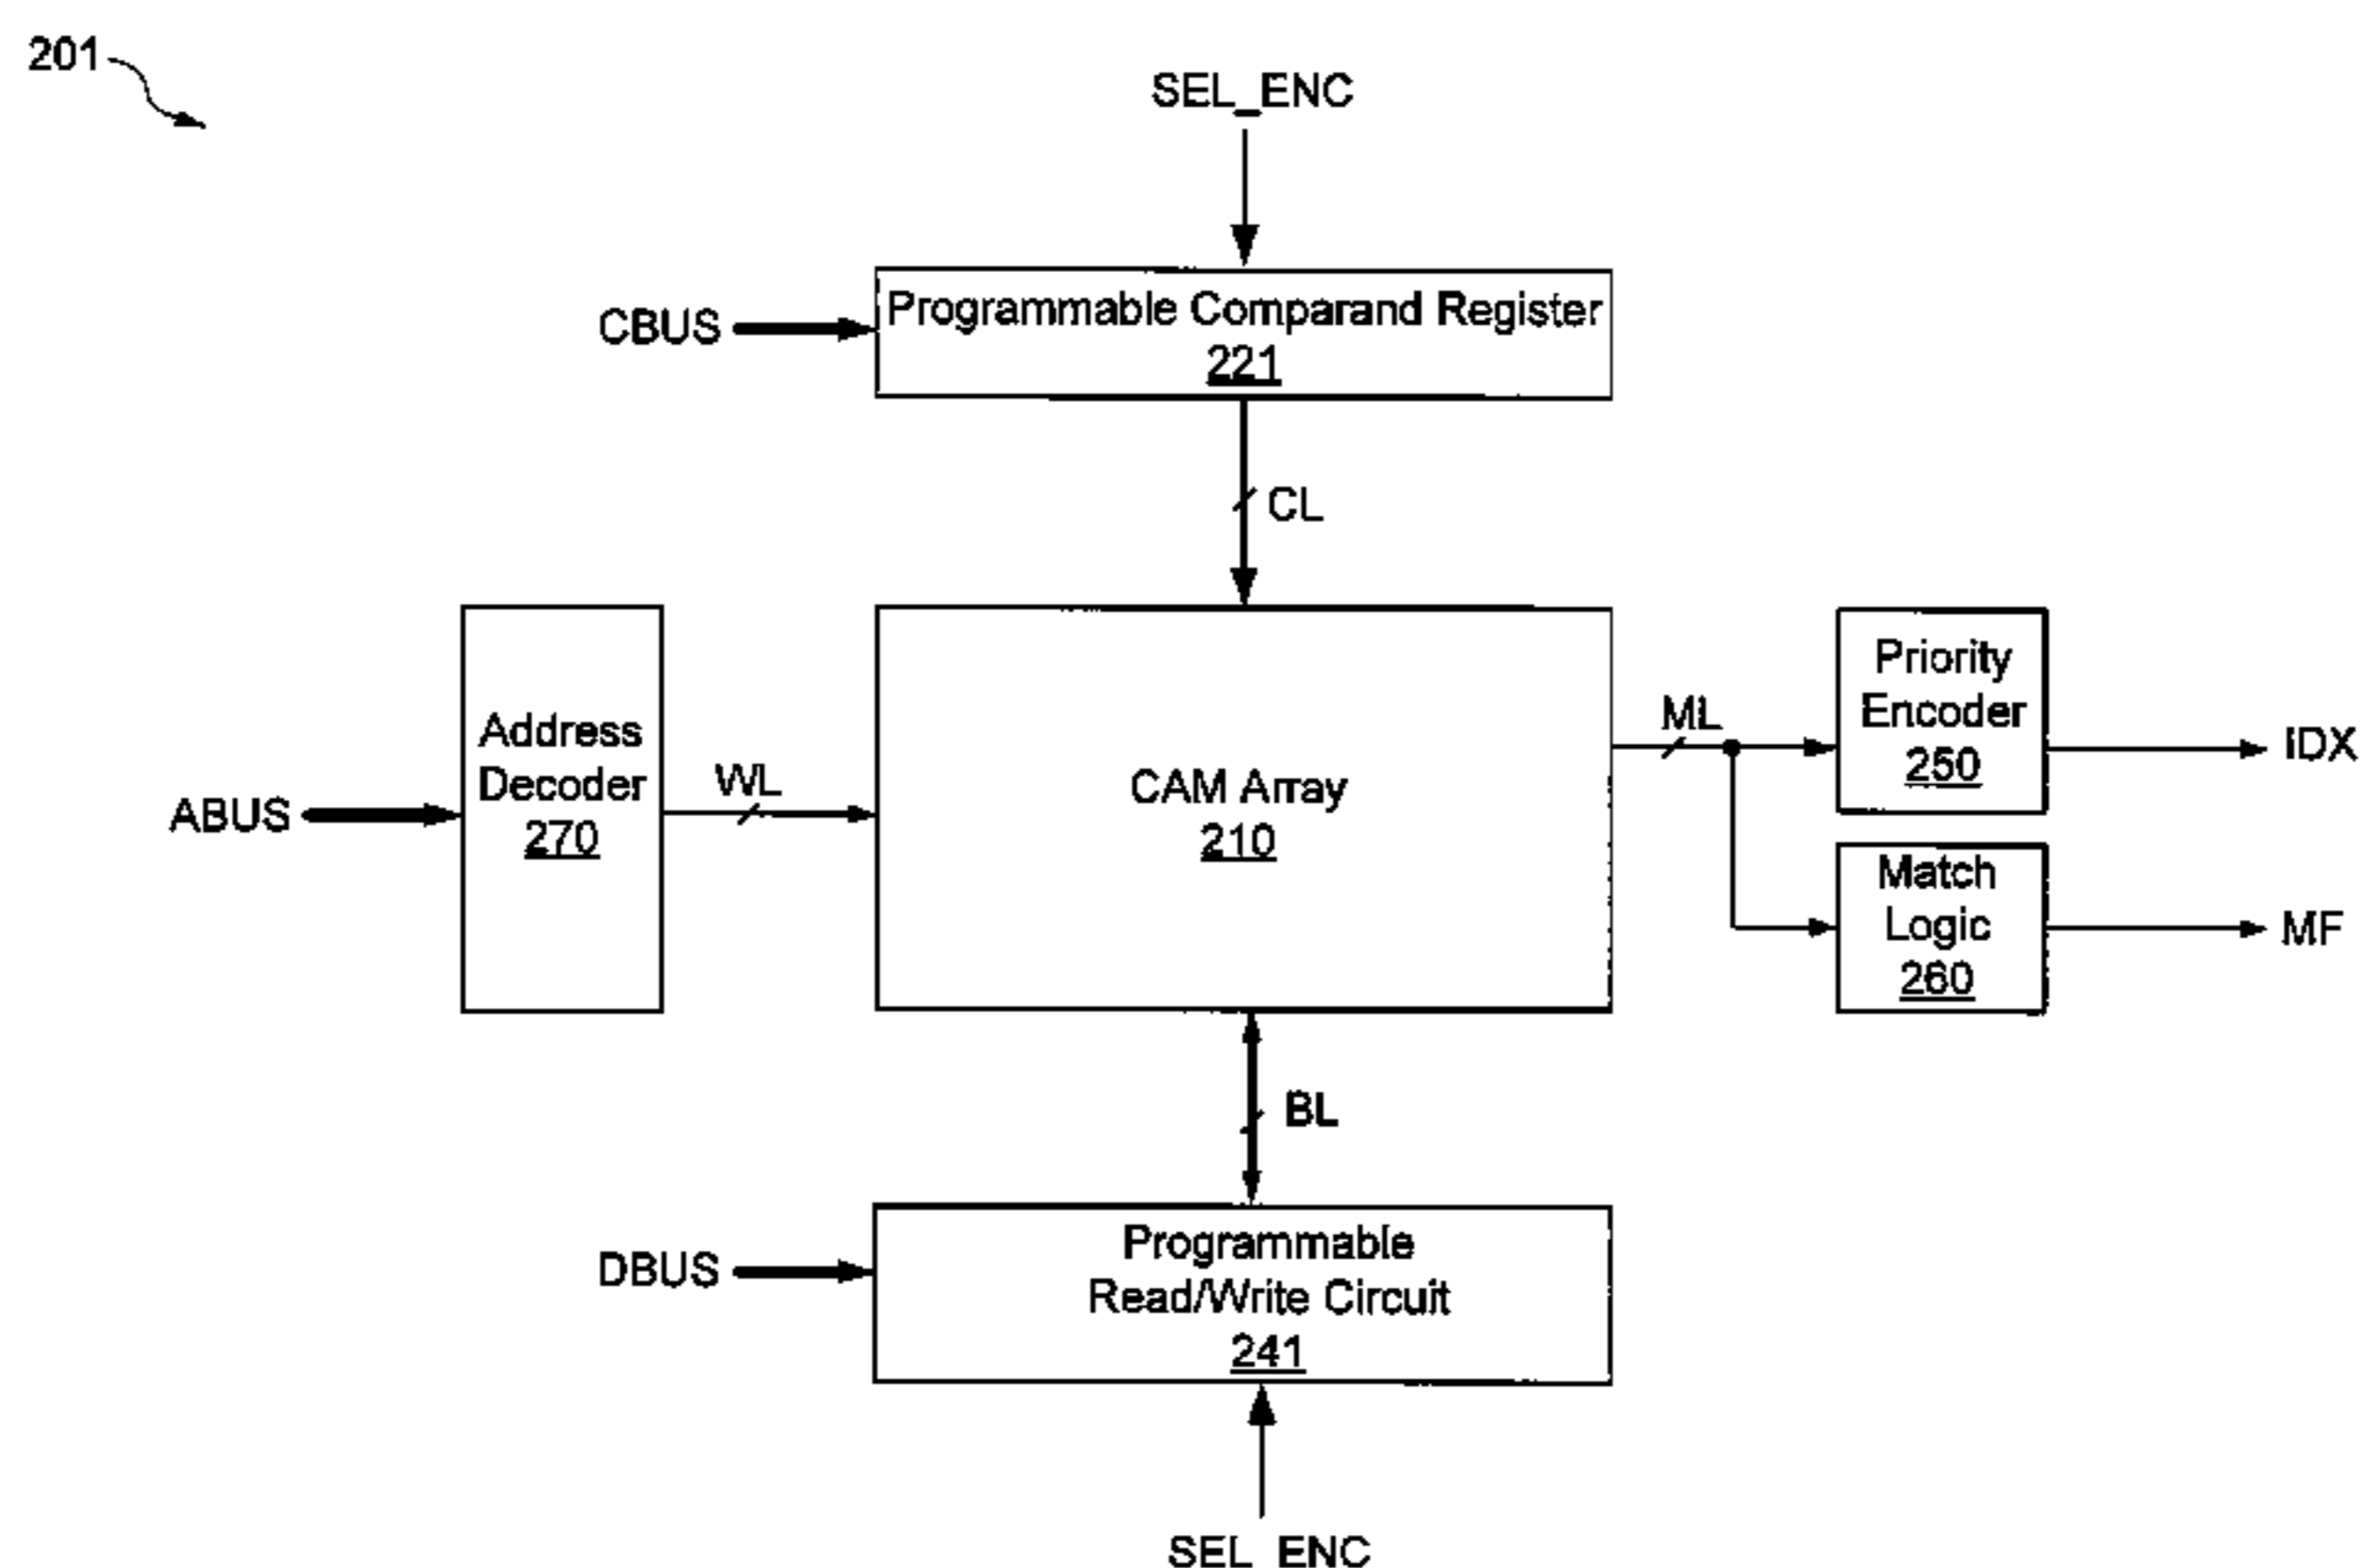 201
SEL_ENC
CBUS
Programmable Comparand Register
221
CL
Address
Decoder
270
ABUS
WL
CAM Array
210
ML
Priority
Encoder
250
IDX
Match
Logic
260
MF
BL
DBUS
Programmable
Read/Write Circuit
241
SEL_ENC